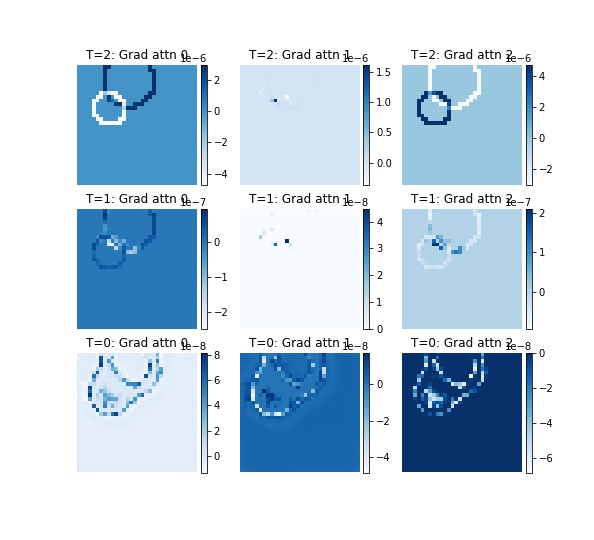 T=2: Grad attn 0
1e−6
2
0
−2
−4
T=2: Grad attn 1
1e−6
1.5
1.0
0.5
0.0
T=2: Grad attn 2
1e−6
4
2
0
−2
T=1: Grad attn 0
1e−7
0
−1
−2
T=1: Grad attn 1
1e−8
4
3
2
1
0
T=1: Grad attn 2
1e−7
2
1
0
T=0: Grad attn 0
1e−8
8
6
4
2
0
T=0: Grad attn 1
1e−8
0
−2
−4
T=0: Grad attn 2
1e−8
0
−2
−4
−6